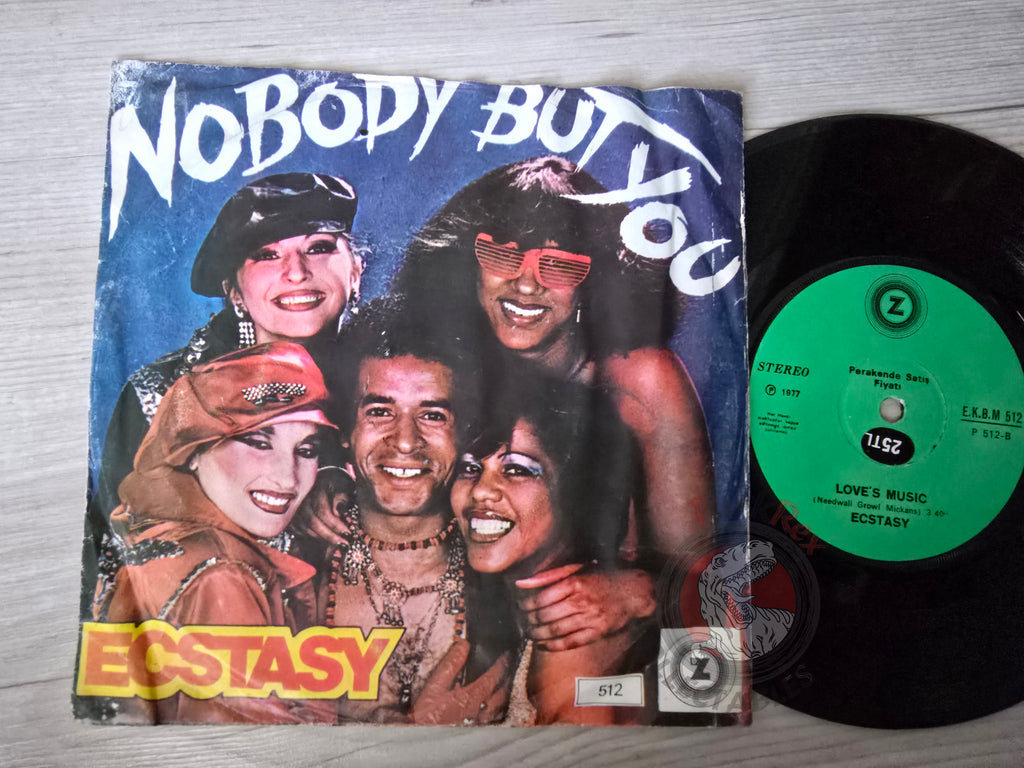 NOBODY BUT YOU
ECSTASY
512
Z
Z
STEREO
℗ 1977
Perakende Satış
Fiyatı
25TL
E.K.B.M 512
P 512-B
LOVE'S MUSIC
(Needwall Growl Mickans) 3.40"
ECSTASY
Rex